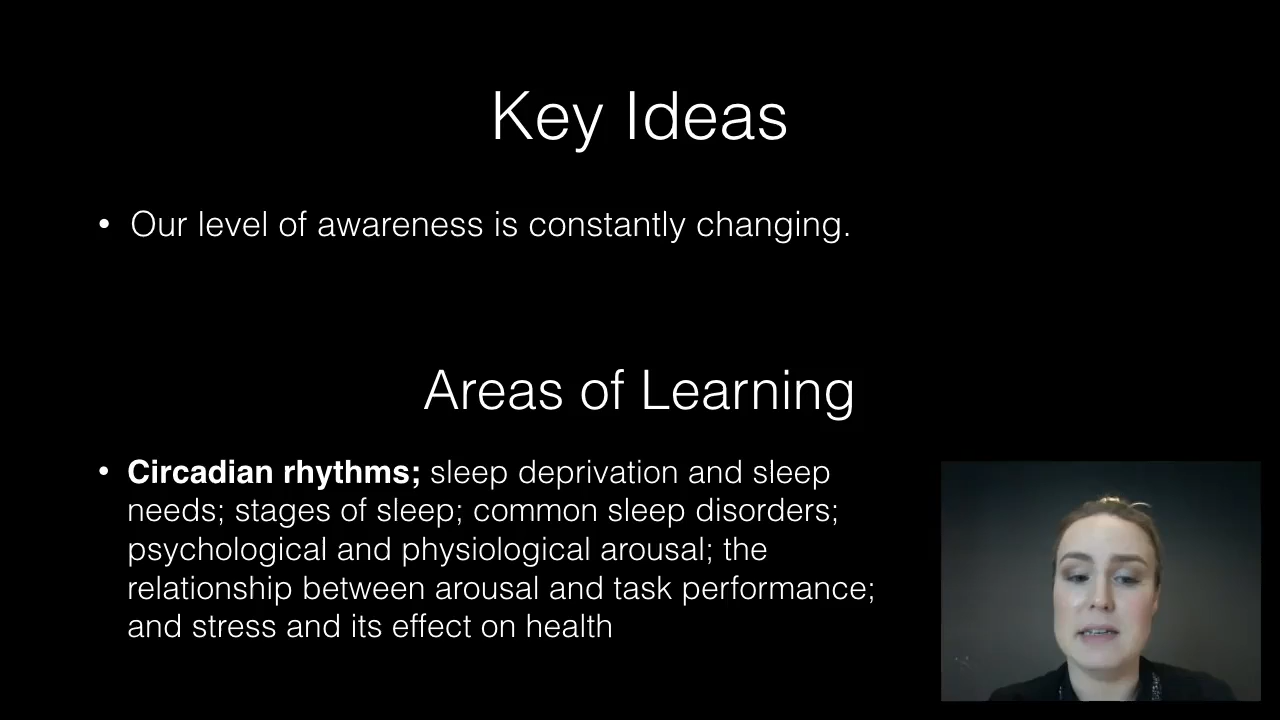 Key Ideas
• Our level of awareness is constantly changing.
Areas of Learning
• Circadian rhythms; sleep deprivation and sleep
needs; stages of sleep; common sleep disorders;
psychological and physiological arousal; the
relationship between arousal and task performance;
and stress and its effect on health